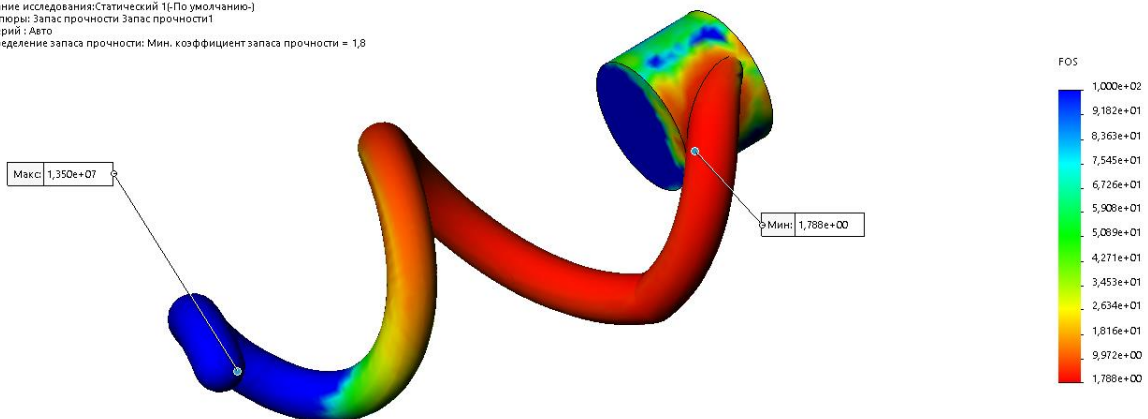 ние исследования:Статический 1(-По умолчанию-)
пюры: Запас прочности Запас прочности1
рий : Авто
еделение запаса прочности: Мин. коэффициент запаса прочности = 1,8
FOS
1,000e+02
9,182e+01
8,363e+01
7,545e+01
6,726e+01
5,908e+01
5,089e+01
4,271e+01
3,453e+01
2,634e+01
1,816e+01
9,972e+00
1,788e+00
Макс: 1,350e+07
Мин: 1,788e+00